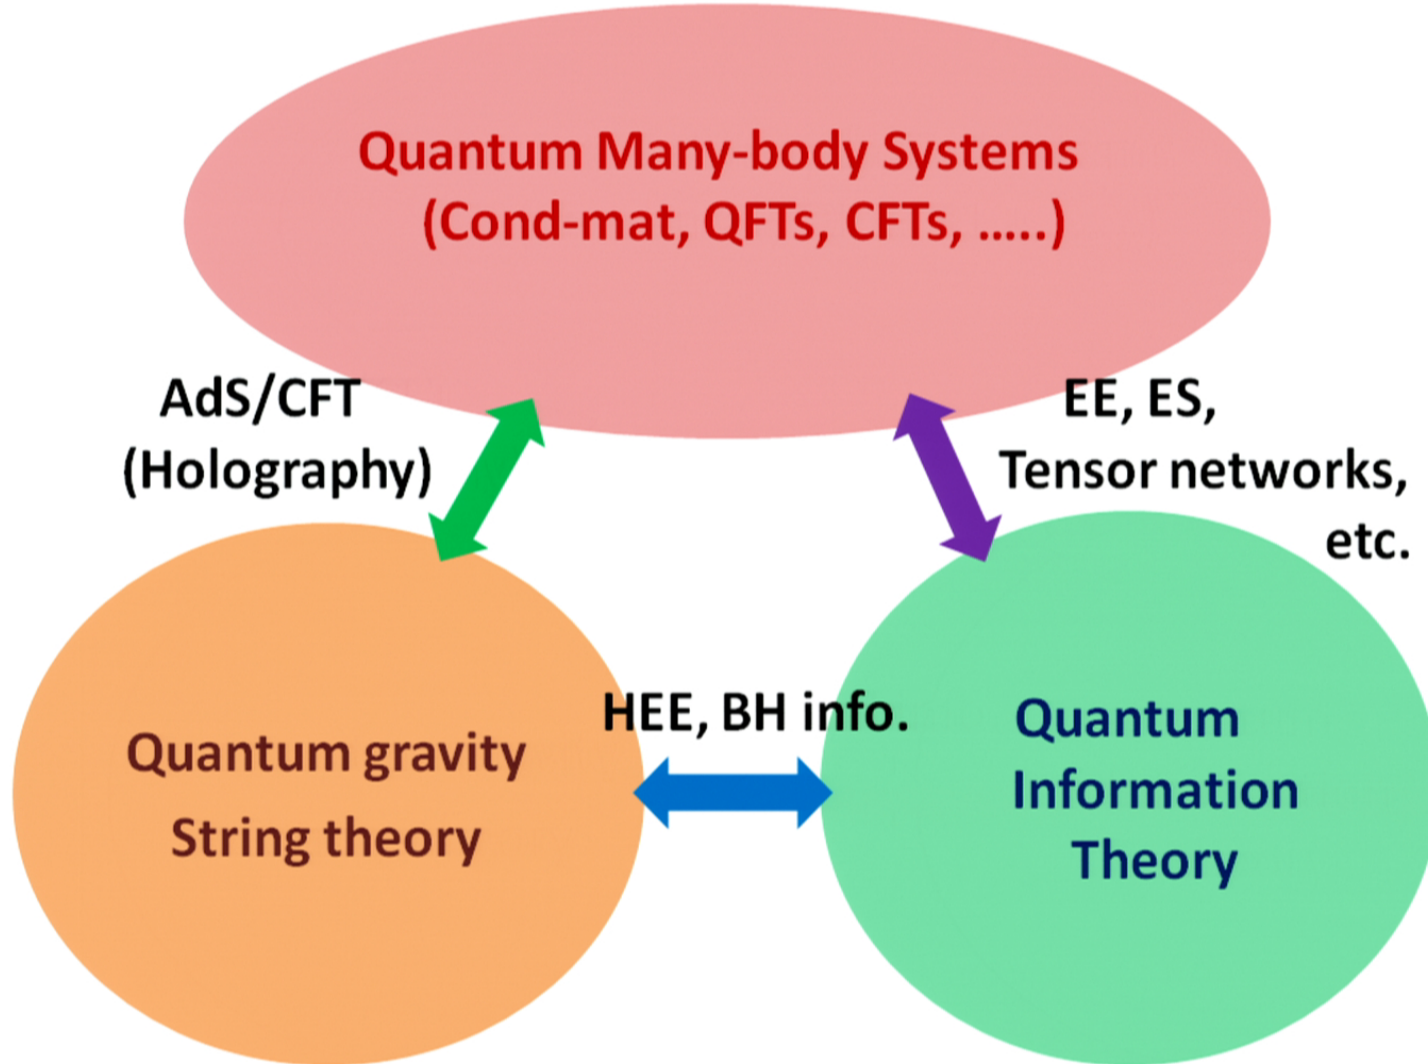 Quantum Many-body Systems
(Cond-mat, QFTs, CFTs, …..)
AdS/CFT
(Holography)
EE, ES,
Tensor networks,
etc.
HEE, BH info.
Quantum gravity
String theory
Quantum
Information
Theory